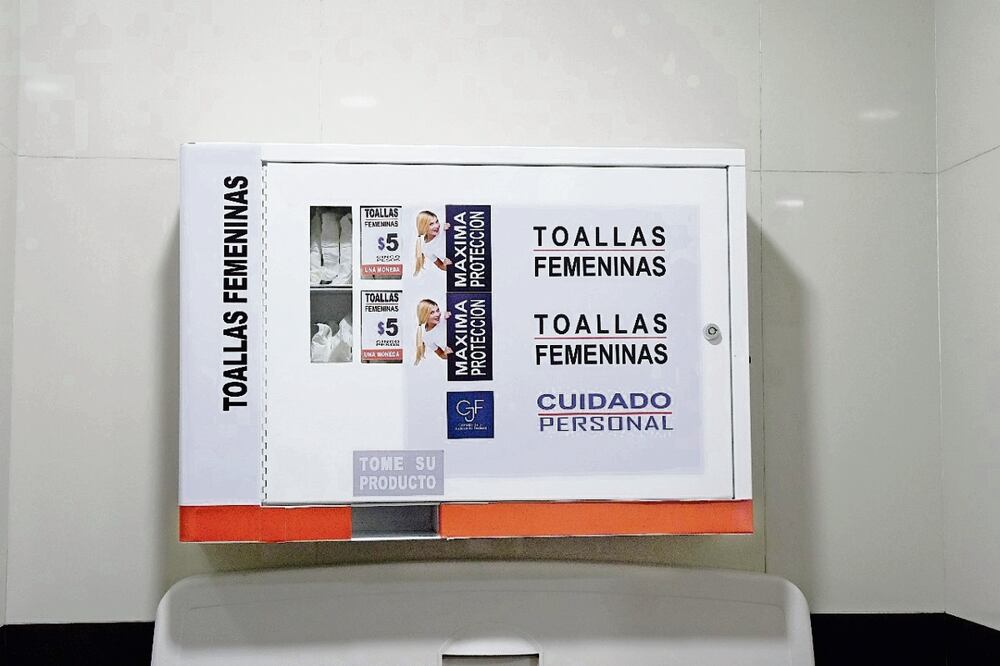 TOALLAS FEMENINAS
TOALLAS
FEMENINAS
$5
UNA MONEDA
MAXIMA
PROTECCION
TOALLAS
FEMENINAS
TOALLAS
FEMENINAS
$5
UNA MONEDA
MAXIMA
PROTECCION
TOALLAS
FEMENINAS
GJF
CUIDADO
PERSONAL
TOME SU
PRODUCTO